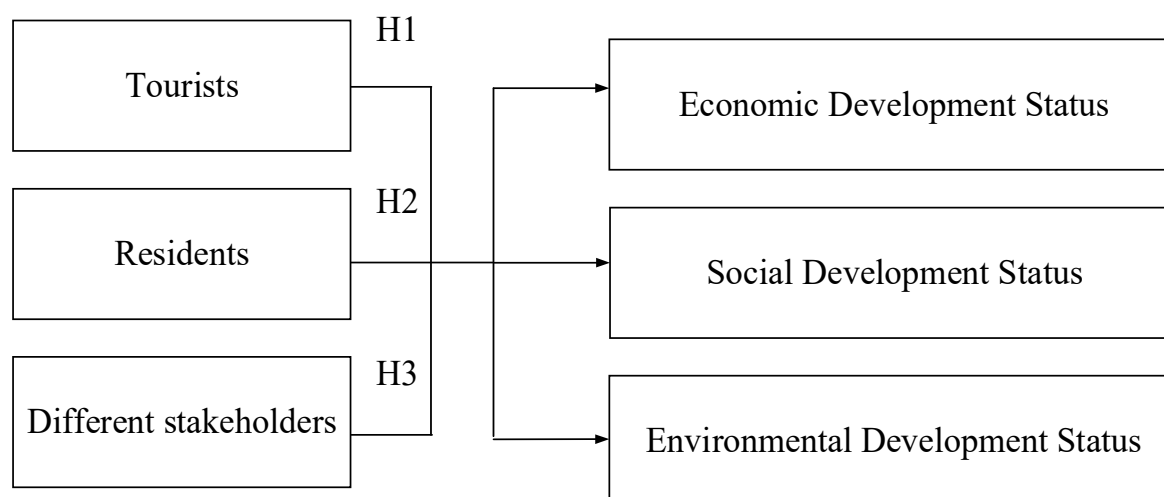 H1
Tourists
Economic Development Status
H2
Residents
Social Development Status
H3
Different stakeholders
Environmental Development Status